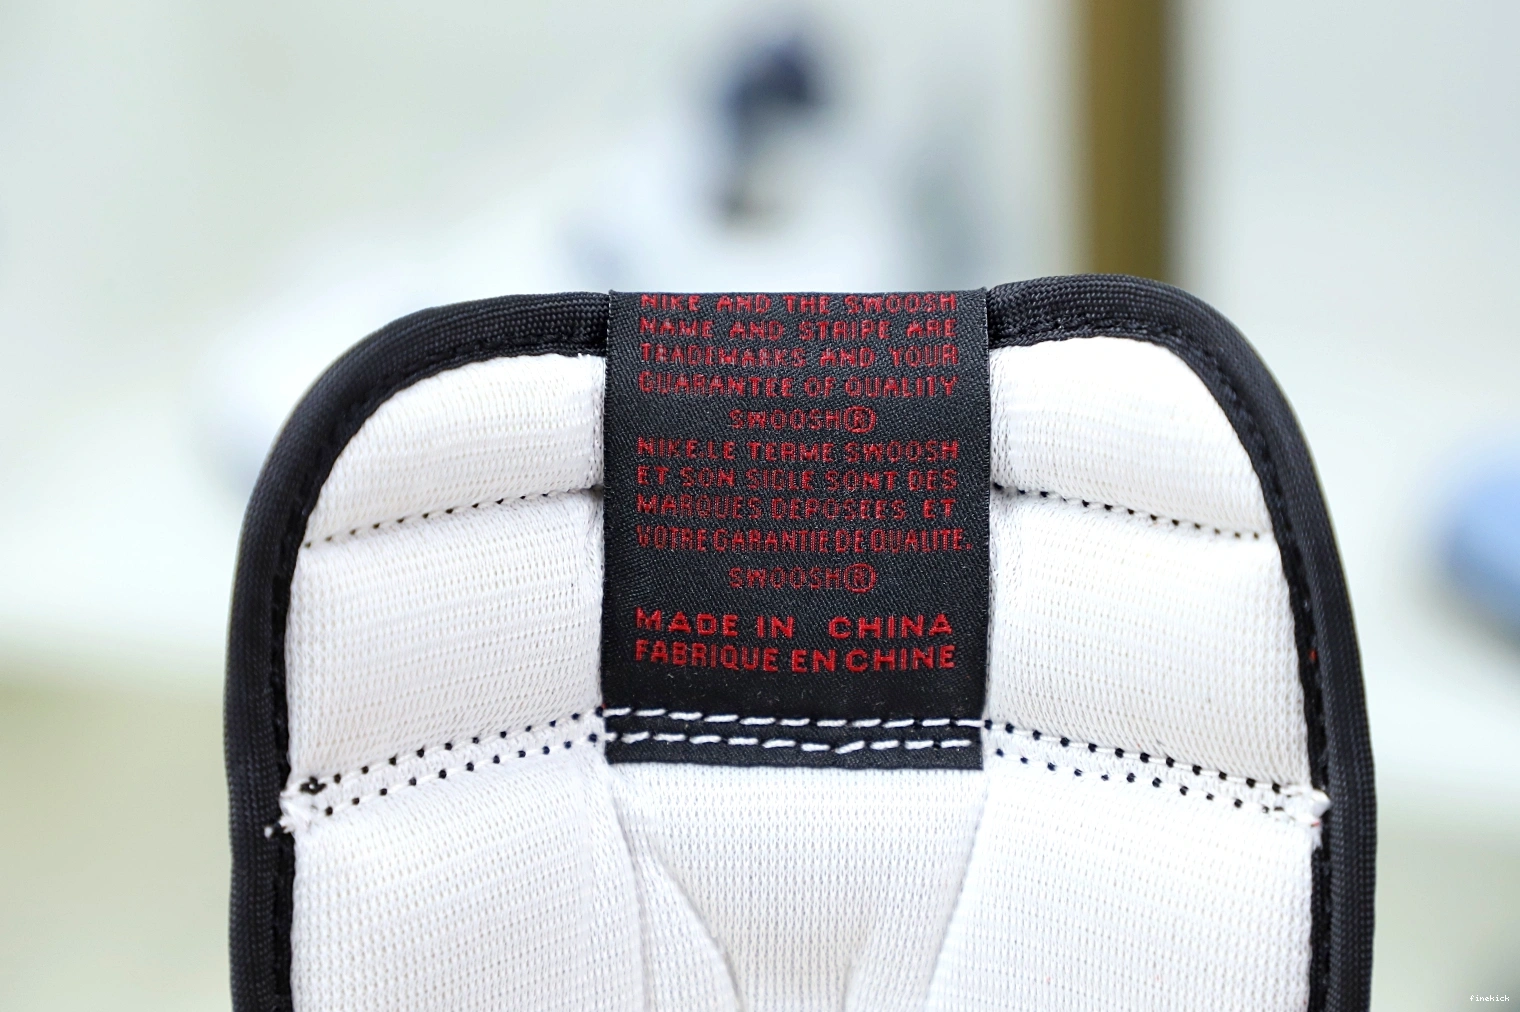 NIKE AND THE SWOOSH
NAME AND STRIPE ARE
TRADEMARKS AND YOUR
GUARANTEE OF QUALITY
SWOOSH®
NIKE.LE TERME SWOOSH
ET SON SIGLE SONT DES
MARQUES DEPOSEES ET
VOTRE GARANTIE DE QUALITE.
SWOOSH®
MADE IN CHINA
FABRIQUE EN CHINE
finekick